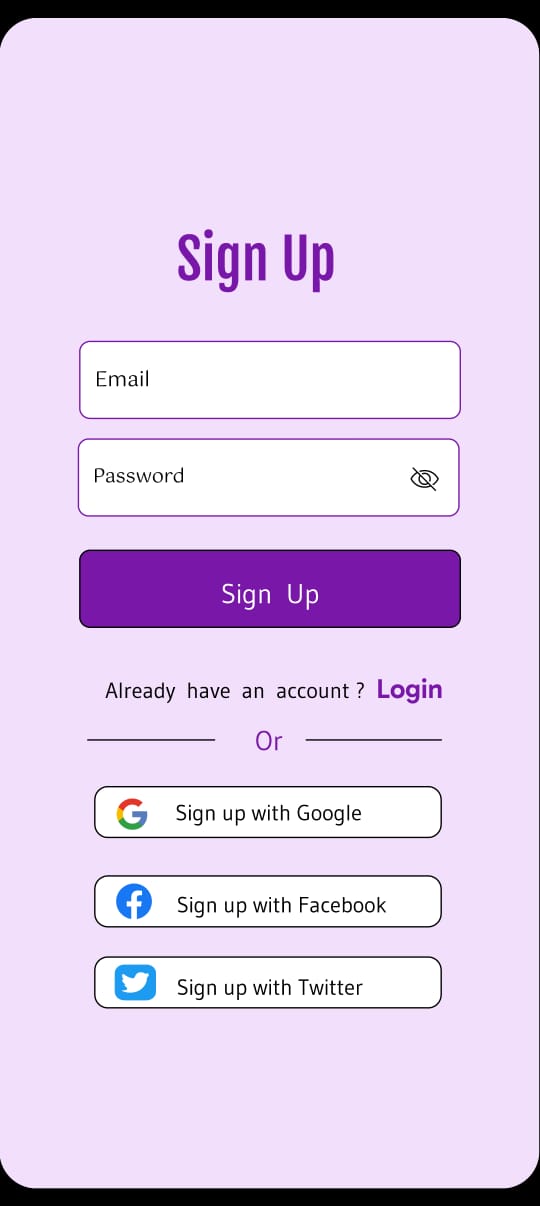 Sign Up
Email
Password
Sign Up
Already have an account ? Login
Or
Sign up with Google
Sign up with Facebook
Sign up with Twitter